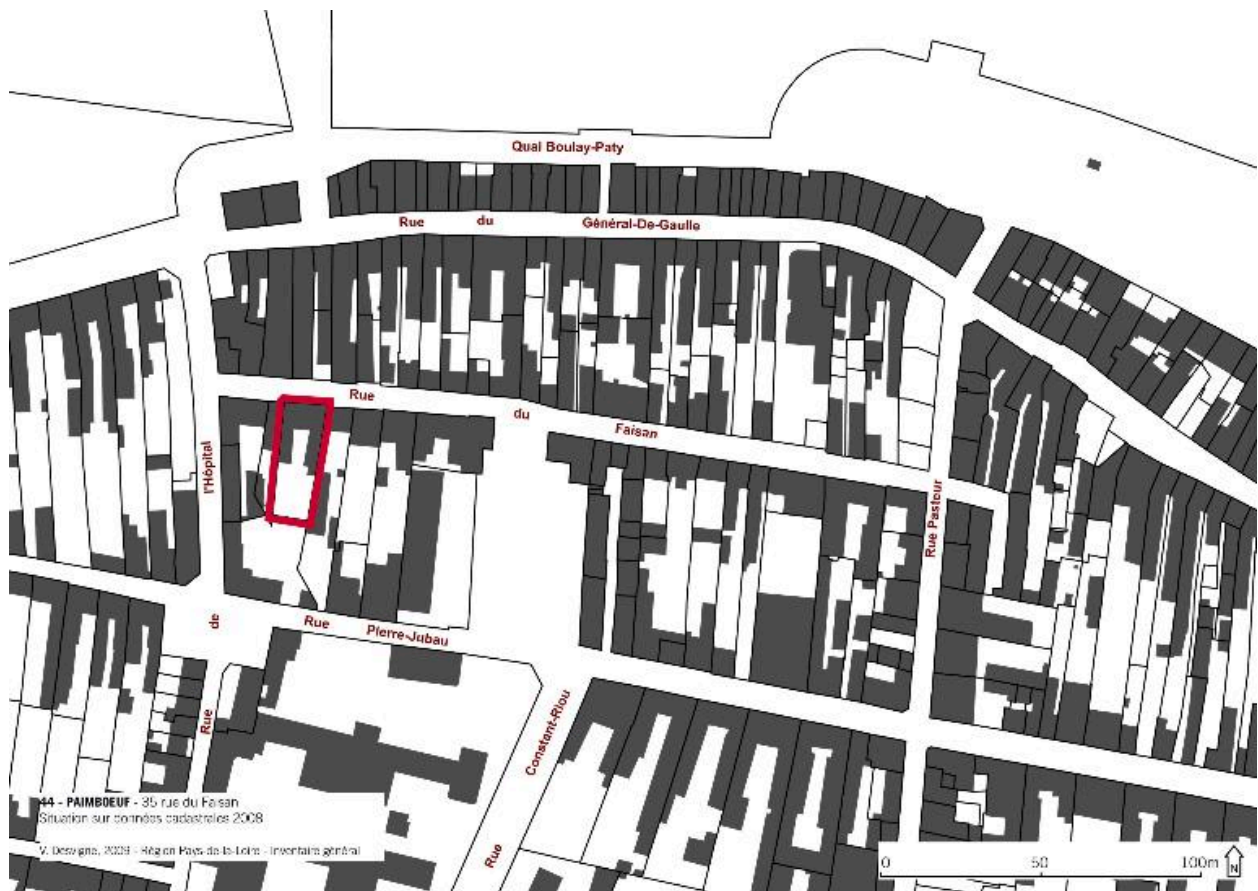 Quai Boulay-Paty
Rue du Général-De-Gaulle
Rue du Faisan
Rue de l'Hôpital
Rue Pasteur
Rue Pierre-Jubau
Rue Constant-Riou
44 - PAIMBOEUF - 35 rue du Faisan
Situation sur données cadastrales 2008
V. Desvigne, 2009 - Région Pays-de-la-Loire - Inventaire général
0 50 100m
N